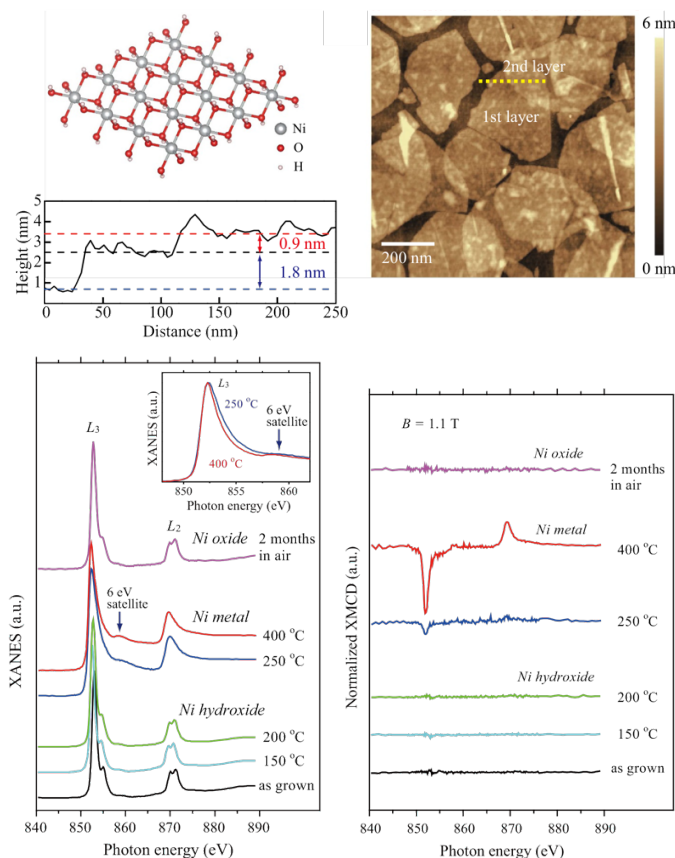 Ni
O
H
6 nm
2nd layer
1st layer
200 nm
0 nm
Height (nm)
5
4
3
2
1
0.9 nm
1.8 nm
0 50 100 150 200 250
Distance (nm)
XANES (a.u.)
L3
L2
Ni oxide
2 months
in air
Ni metal
6 eV
satellite
400 °C
250 °C
Ni hydroxide
200 °C
150 °C
as grown
840 850 860 870 880 890
Photon energy (eV)
XANES (a.u.)
L3
250 °C
6 eV
satellite
400 °C
850 855 860
Photon energy (eV)
Normalized XMCD (a.u.)
B = 1.1 T
Ni oxide
2 months
in air
Ni metal
400 °C
250 °C
Ni hydroxide
200 °C
150 °C
as grown
840 850 860 870 880 890
Photon energy (eV)